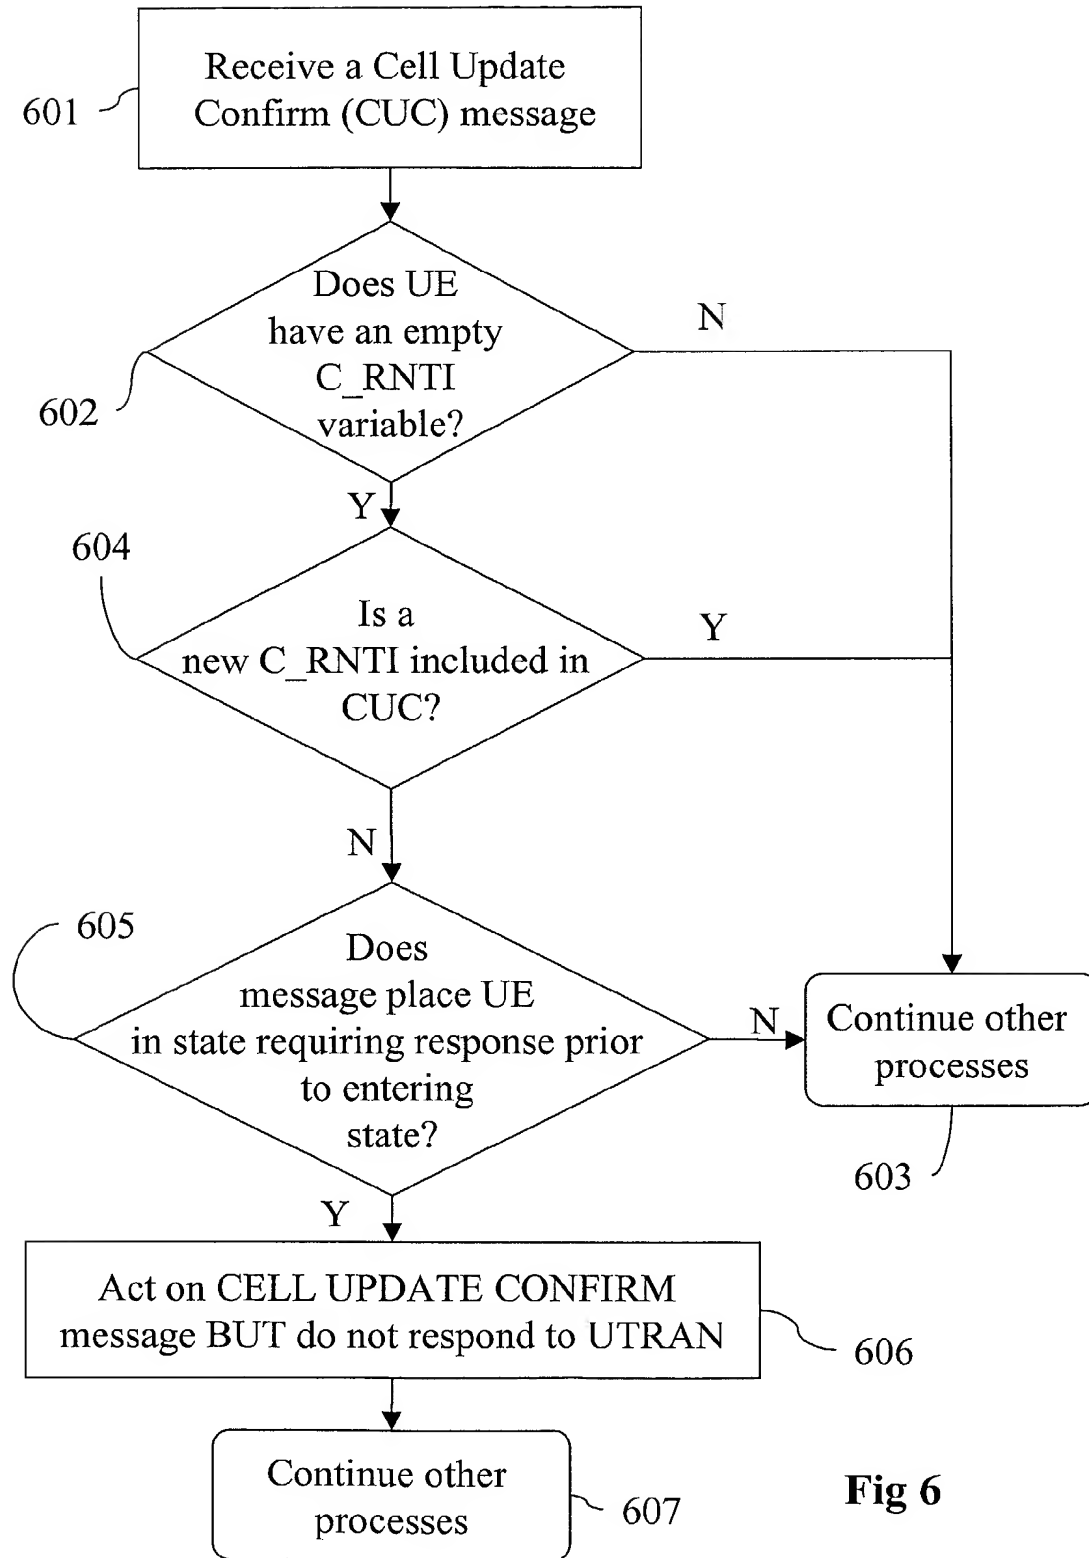 Receive a Cell Update
Confirm (CUC) message
601
Does UE
have an empty
C_RNTI
variable?
N
602
Y
604
Is a
new C_RNTI included in
CUC?
Y
N
605
Does
message place UE
in state requiring response prior
to entering
state?
N
Continue other
processes
603
Y
Act on CELL UPDATE CONFIRM
message BUT do not respond to UTRAN
606
Continue other
processes
607
Fig 6